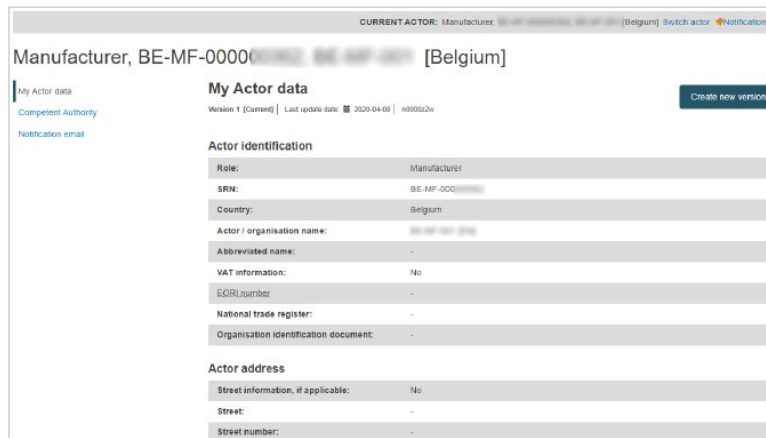 CURRENT ACTOR: Manufacturer, [Belgium] Switch actor Notification
Manufacturer, BE-MF-00000 [Belgium]
My Actor data
Competent Authority
Notification email
My Actor data
Create new version
Version 1 [Current] Last update date: 2020-04-09 n0000z2w
Actor identification
Role: Manufacturer
SRN: BE-MF-000
Country: Belgium
Actor / organisation name:
Abbreviated name: -
VAT information: No
EORI number -
National trade register: -
Organisation identification document: -
Actor address
Street information, if applicable: No
Street: -
Street number: -